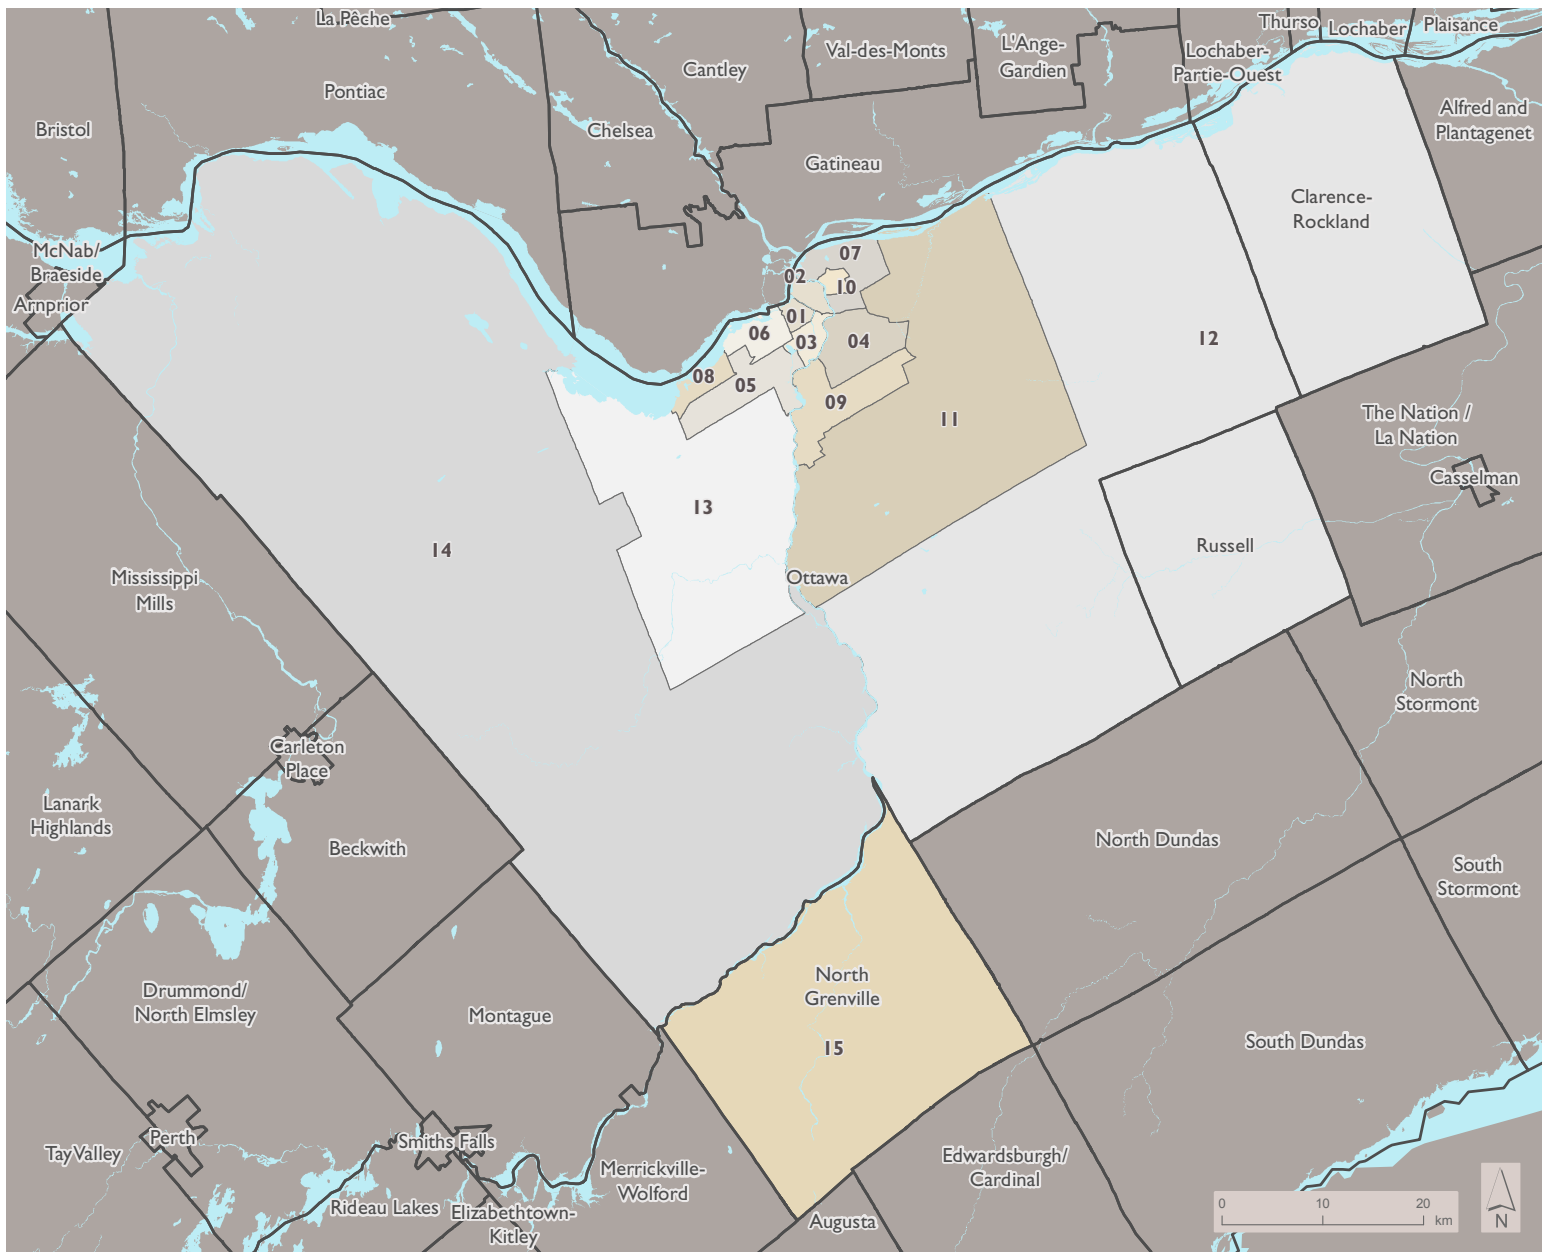 La Pêche
Thurso
Lochaber
Plaisance
Val-des-Monts
L'Ange-
Gardien
Lochaber-
Partie-Ouest
Cantley
Pontiac
Bristol
Chelsea
Alfred and
Plantagenet
Gatineau
Clarence-
Rockland
McNab/
Braeside
Arnprior
07
02
10
01
06
03
04
12
08
05
09
11
The Nation /
La Nation
Casselman
13
14
Russell
Ottawa
Mississippi
Mills
North
Stormont
Carleton
Place
Lanark
Highlands
Beckwith
North Dundas
South
Stormont
North
Grenville
15
Drummond/
North Elmsley
Montague
South Dundas
Perth
Tay Valley
Smiths Falls
Merrickville-
Wolford
Edwardsburgh/
Cardinal
Rideau Lakes
Elizabethtown-
Kitley
Augusta
0 10 20
km
N